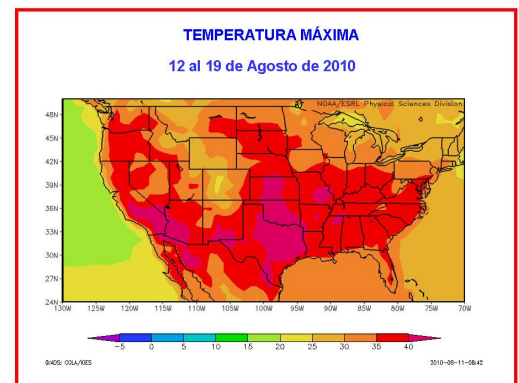 TEMPERATURA MÁXIMA
12 al 19 de Agosto de 2010
NOAA/ESRL Physical Sciences Division
48N
45N
42N
39N
36N
33N
30N
27N
24N
130W 125W 120W 115W 110W 105W 100W 95W 90W 85W 80W 75W 70W
-5 0 5 10 15 20 25 30 35 40
GrADS: COLA/IGES 2010-08-11-08:42